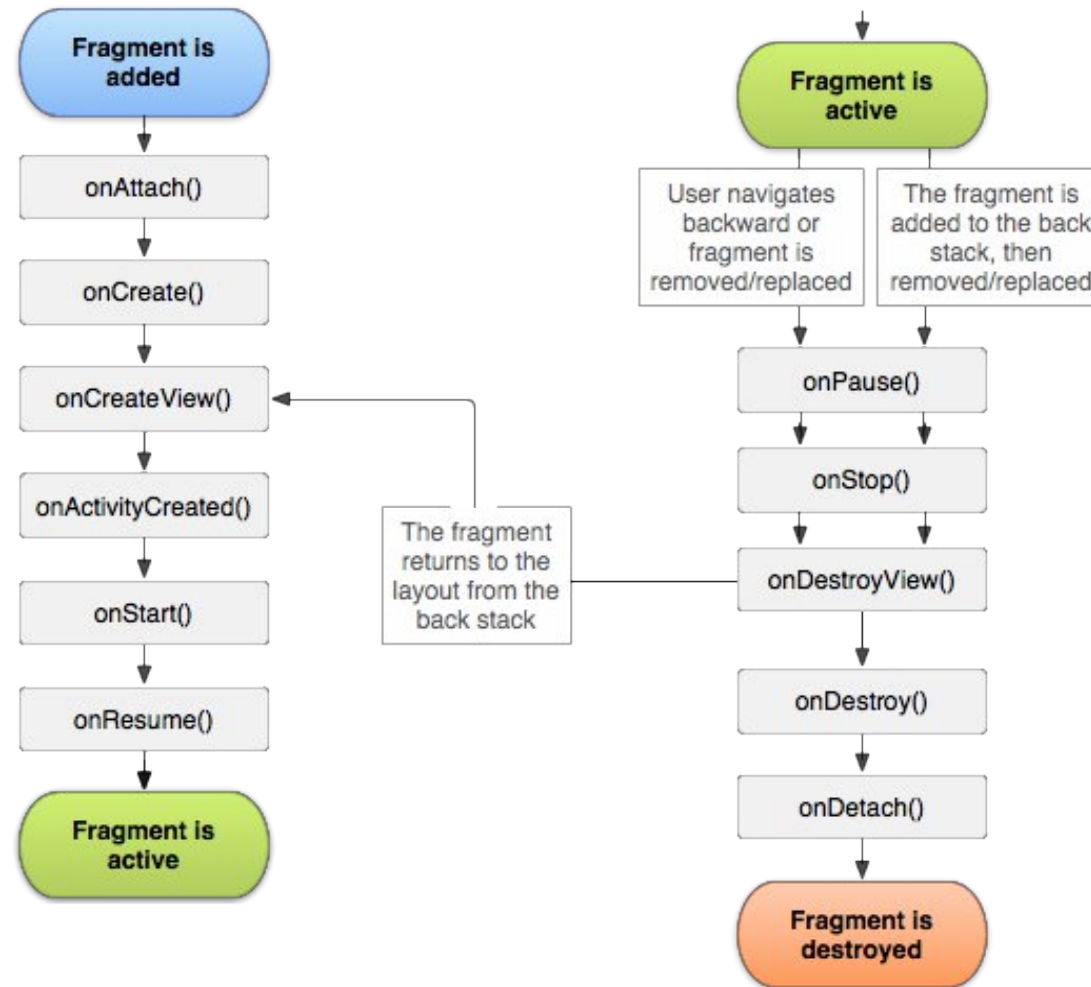 Fragment is
added
onAttach()
onCreate()
onCreateView()
onActivityCreated()
onStart()
onResume()
Fragment is
active
The fragment
returns to the
layout from the
back stack
Fragment is
active
User navigates
backward or
fragment is
removed/replaced
The fragment is
added to the back
stack, then
removed/replaced
onPause()
onStop()
onDestroyView()
onDestroy()
onDetach()
Fragment is
destroyed